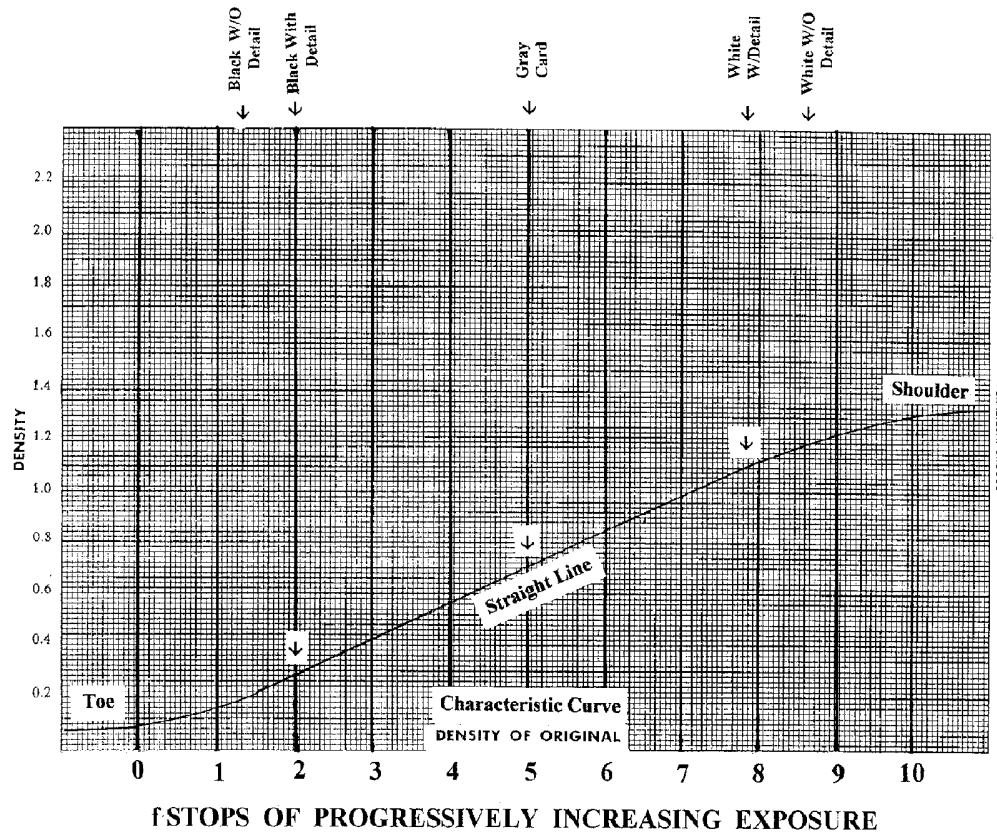 Black W/O
Detail
Black With
Detail
Gray
Card
White
W/Detail
White W/O
Detail
2.2
2.0
1.8
1.6
1.4
1.2
1.0
0.8
0.6
0.4
0.2
DENSITY
Shoulder
Straight Line
Toe
Characteristic Curve
DENSITY OF ORIGINAL
0 1 2 3 4 5 6 7 8 9 10
f STOPS OF PROGRESSIVELY INCREASING EXPOSURE